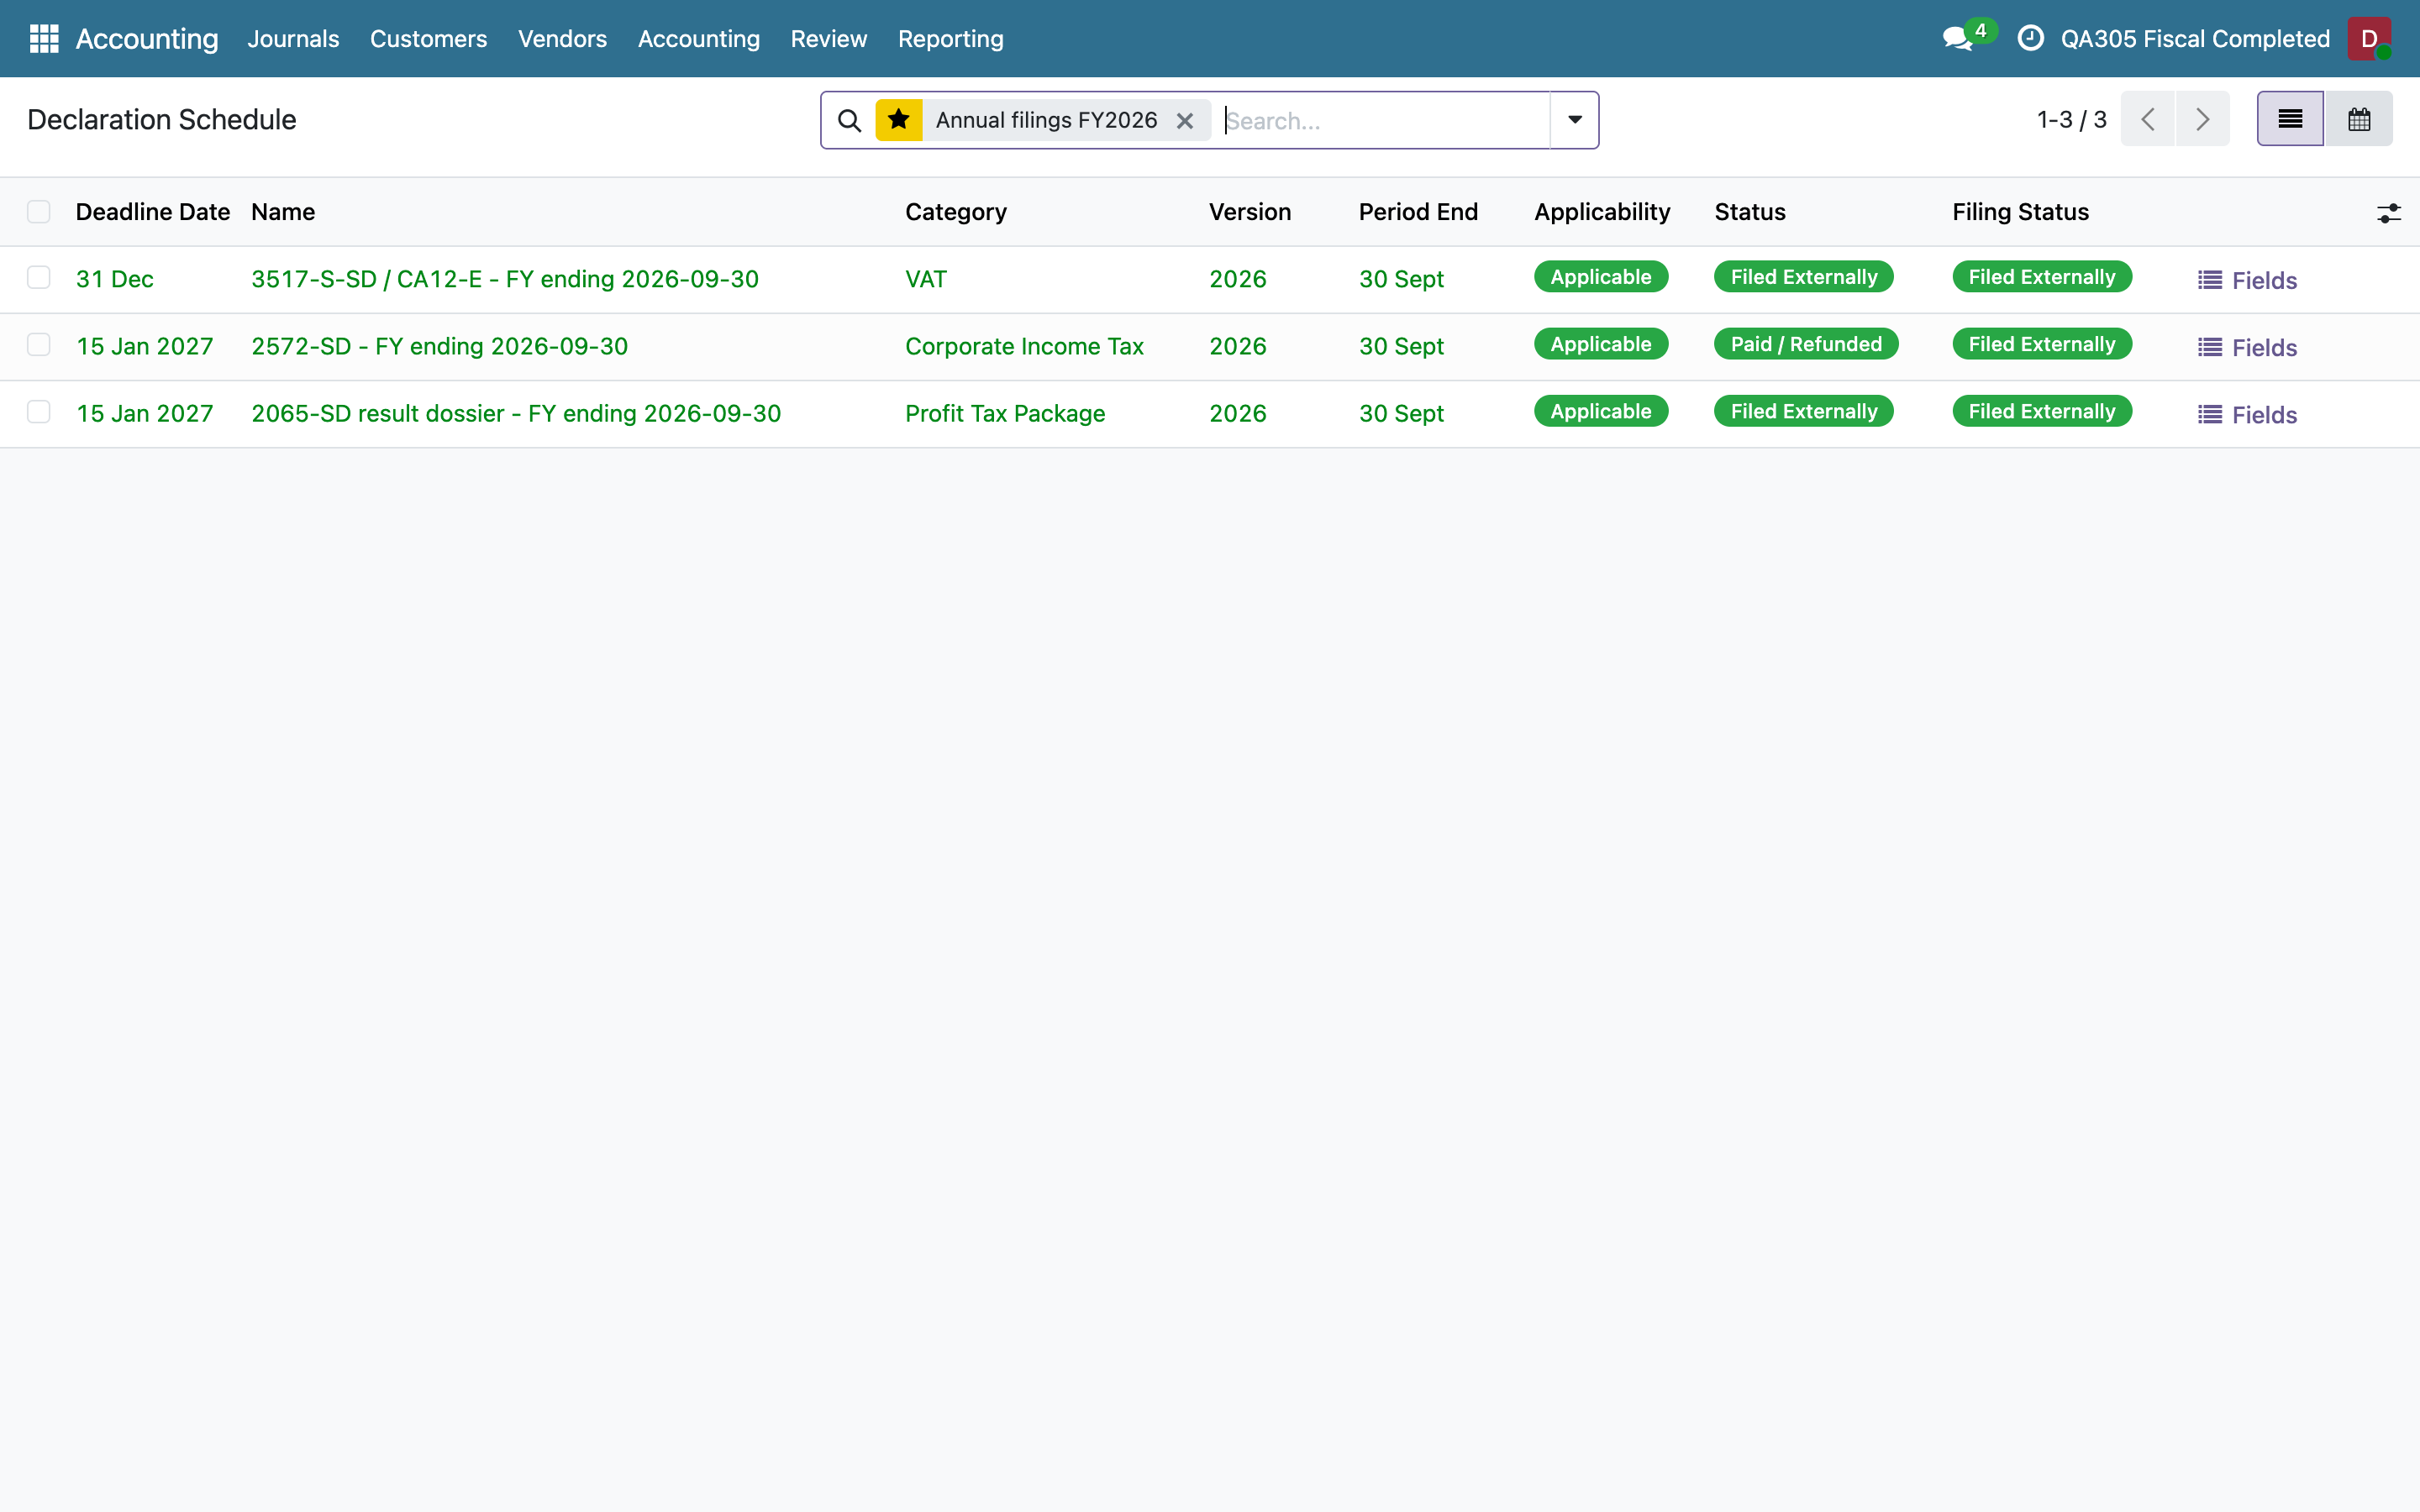 Accounting Journals Customers Vendors Accounting Review Reporting 4 QA305 Fiscal Completed D
Declaration Schedule Annual filings FY2026 Search... 1-3 / 3
Deadline Date Name Category Version Period End Applicability Status Filing Status
31 Dec 3517-S-SD / CA12-E - FY ending 2026-09-30 VAT 2026 30 Sept Applicable Filed Externally Filed Externally Fields
15 Jan 2027 2572-SD - FY ending 2026-09-30 Corporate Income Tax 2026 30 Sept Applicable Paid / Refunded Filed Externally Fields
15 Jan 2027 2065-SD result dossier - FY ending 2026-09-30 Profit Tax Package 2026 30 Sept Applicable Filed Externally Filed Externally Fields